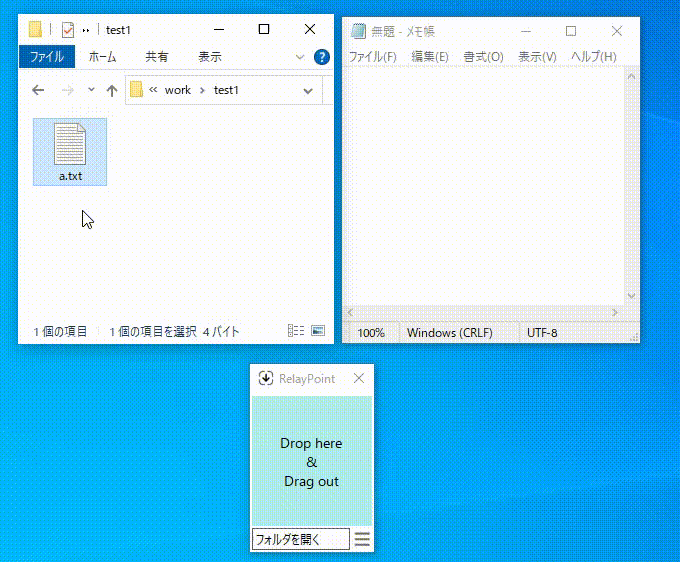 test1
ファイル ホーム 共有 表示
work test1
a.txt
1 個の項目 1 個の項目を選択 4 バイト
無題 - メモ帳
ファイル(F) 編集(E) 書式(O) 表示(V) ヘルプ(H)
100% Windows (CRLF) UTF-8
RelayPoint
Drop here
&
Drag out
フォルダを開く